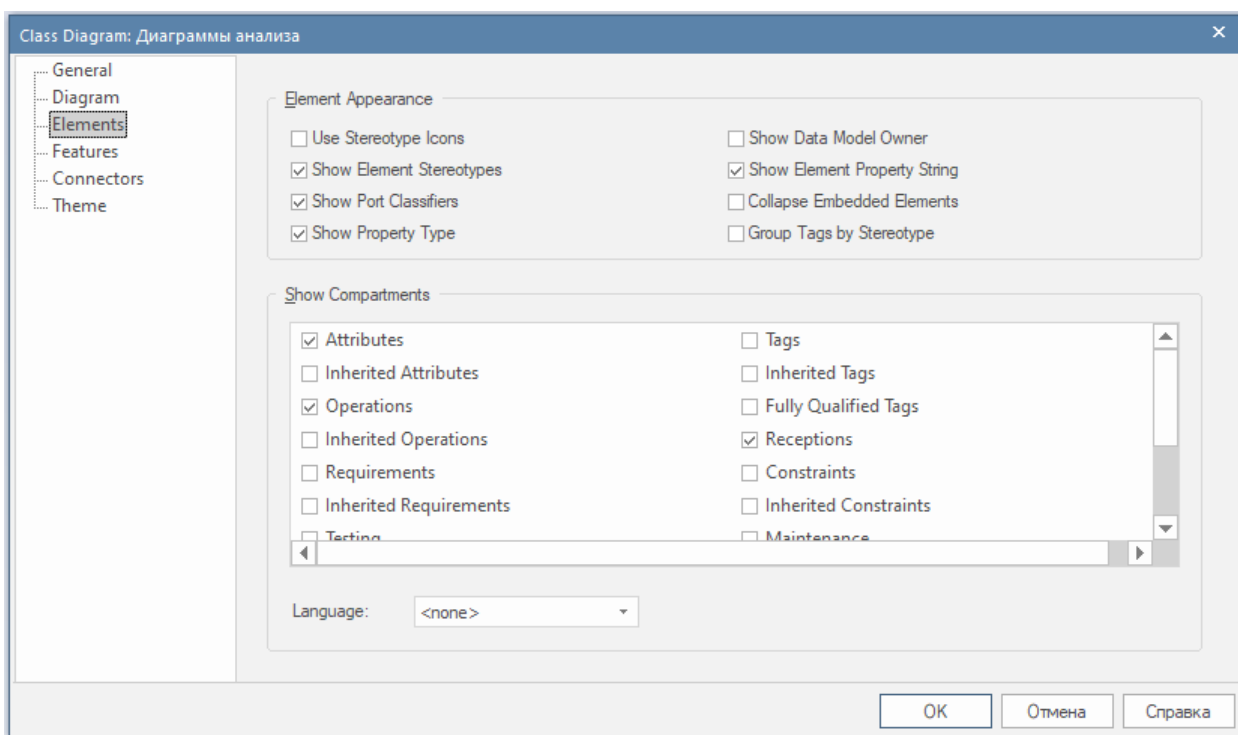 Class Diagram: Диаграммы анализа
General
Diagram
Elements
Features
Connectors
Theme
Element Appearance
Use Stereotype Icons
Show Data Model Owner
Show Element Stereotypes
Show Element Property String
Show Port Classifiers
Collapse Embedded Elements
Show Property Type
Group Tags by Stereotype
Show Compartments
Attributes
Tags
Inherited Attributes
Inherited Tags
Operations
Fully Qualified Tags
Inherited Operations
Receptions
Requirements
Constraints
Inherited Requirements
Inherited Constraints
Testing
Maintenance
Language:
<none>
OK
Отмена
Справка